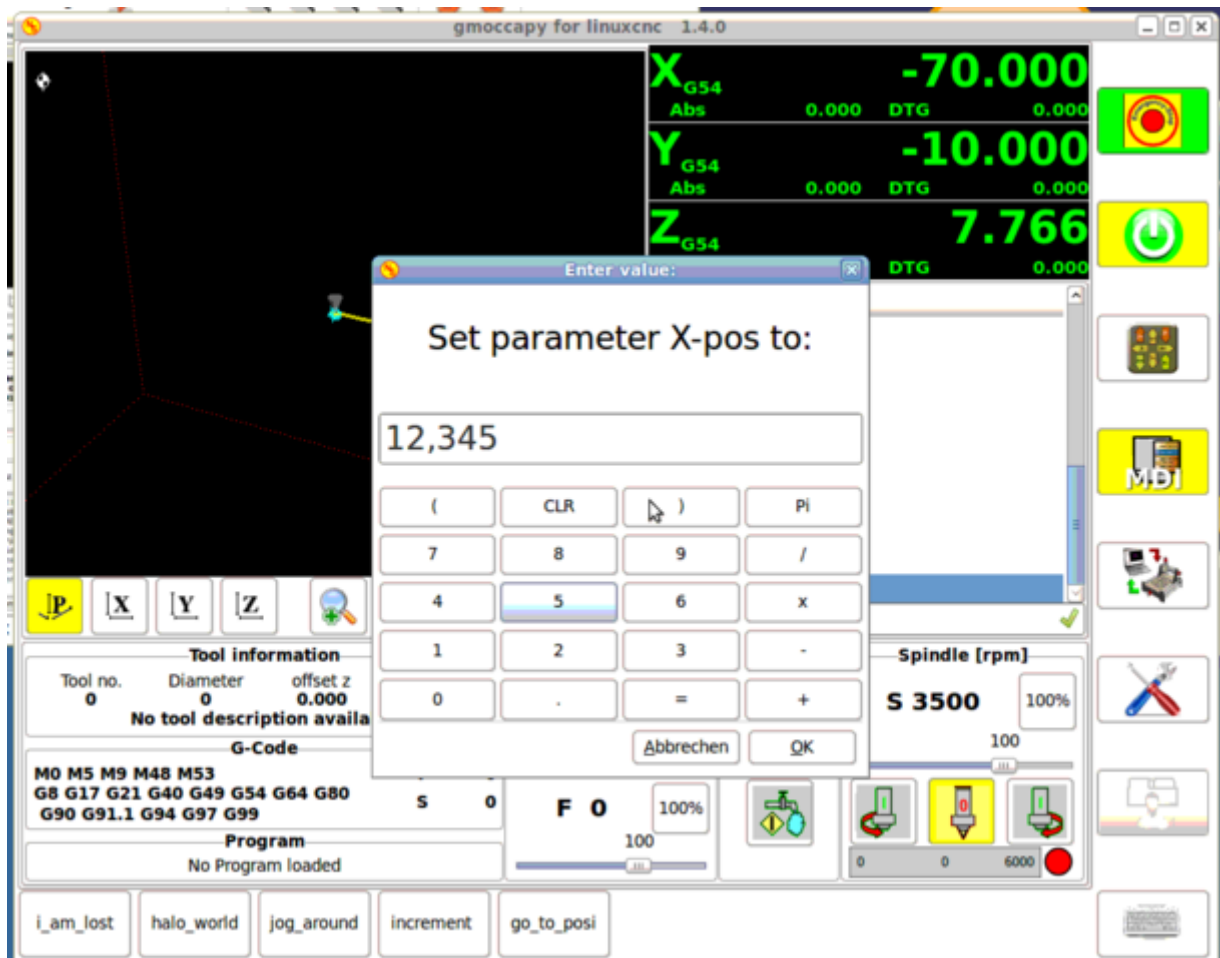 gmoccapy for linuxcnc 1.4.0
X G54 -70.000
Abs 0.000 DTG 0.000
Y G54 -10.000
Abs 0.000 DTG 0.000
Z G54 7.766
DTG 0.000
Enter value:
Set parameter X-pos to:
12,345
( CLR ) Pi
7 8 9 /
4 5 6 x
1 2 3 -
0 . = +
Abbrechen OK
MDI
P X Y Z
Tool information
Tool no. Diameter offset z
0 0 0.000
No tool description availa
G-Code
M0 M5 M9 M48 M53
G8 G17 G21 G40 G49 G54 G64 G80
G90 G91.1 G94 G97 G99
Program
No Program loaded
S 0
F 0 100%
100
Spindle [rpm]
S 3500 100%
100
0 0 6000
i_am_lost halo_world jog_around increment go_to_posi